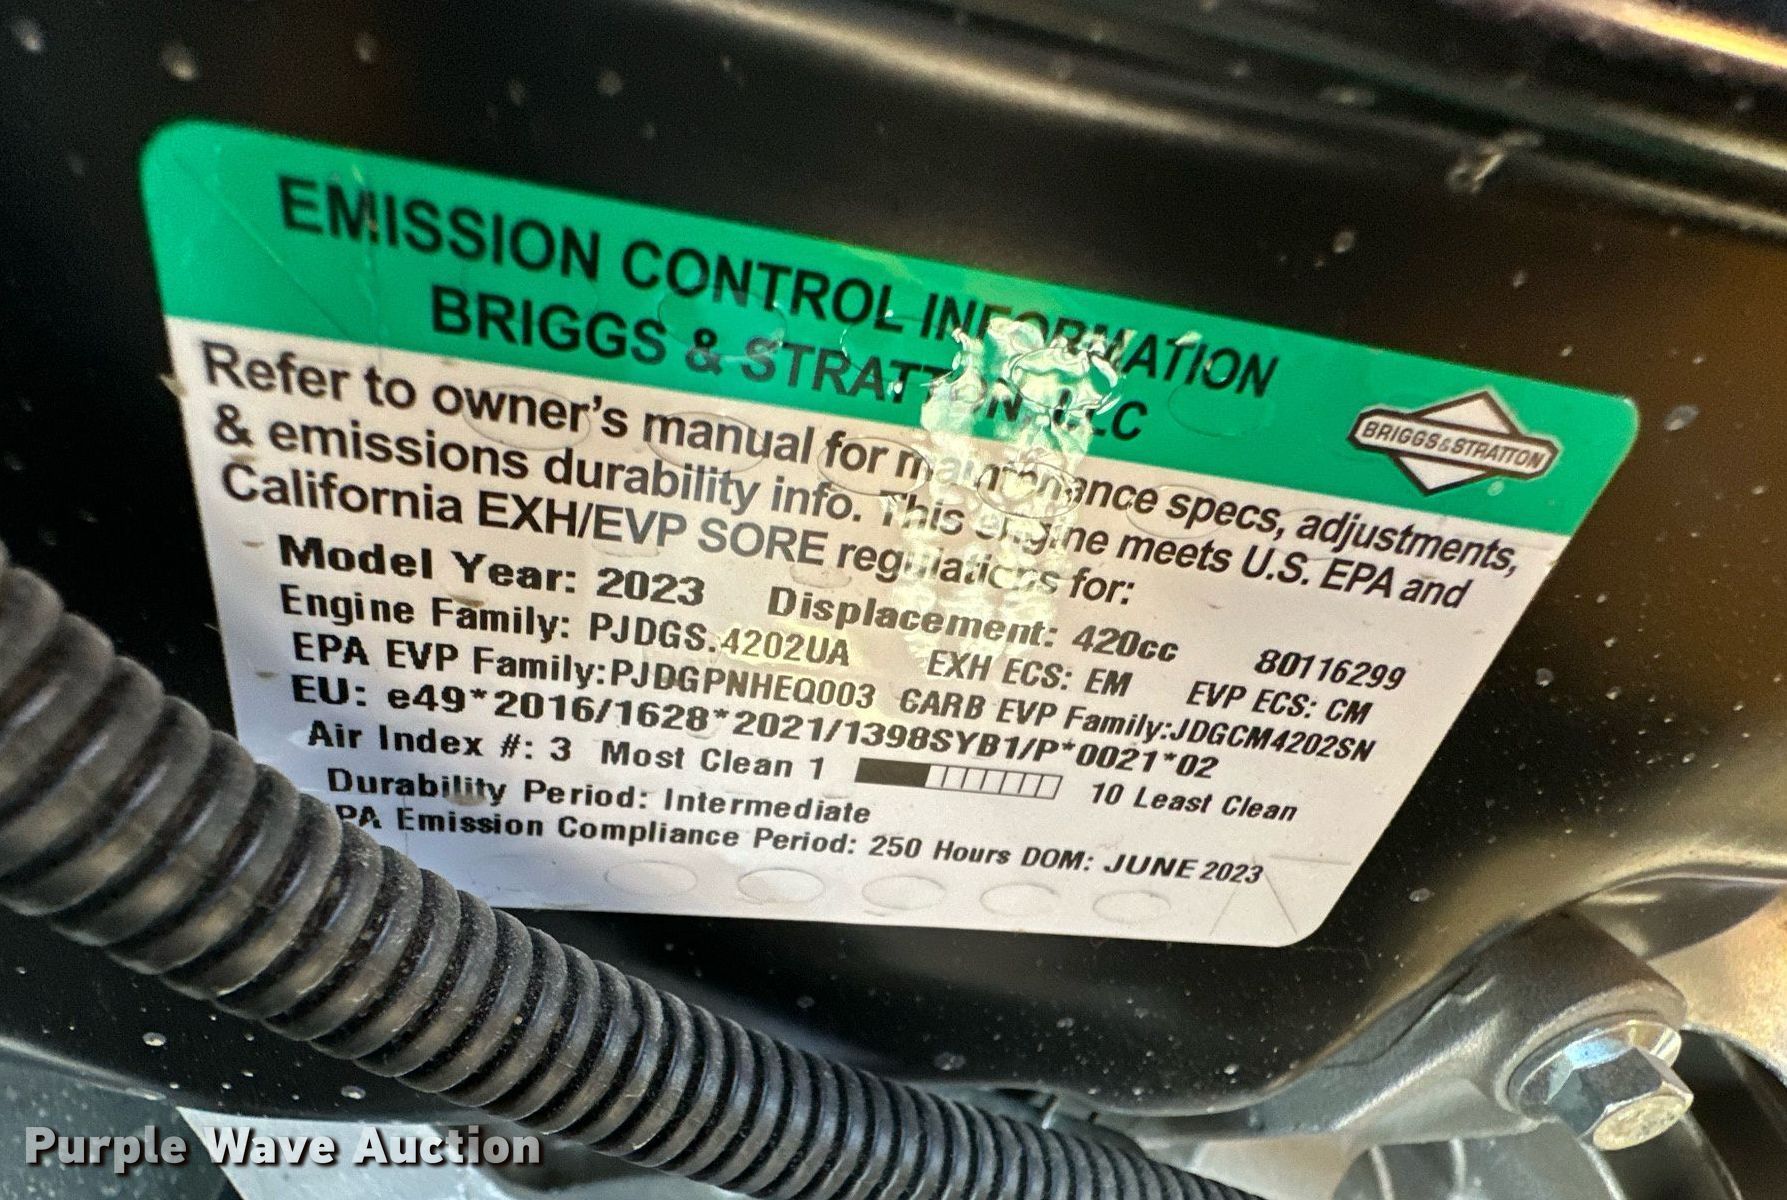 EMISSION CONTROL INFORMATION
BRIGGS & STRATTON, LLC
BRIGGS&STRATTON
Refer to owner's manual for maintenance specs, adjustments,
& emissions durability info. This engine meets U.S. EPA and
California EXH/EVP SORE regulations for:
Model Year: 2023 Displacement: 420cc 80116299
Engine Family: PJDGS.4202UA EXH ECS: EM EVP ECS: CM
EPA EVP Family:PJDGPNHEQ003 CARB EVP Family:JDGCM4202SN
EU: e49*2016/1628*2021/1398SYB1/P*0021*02
Air Index #: 3 Most Clean 1 10 Least Clean
Durability Period: Intermediate
PA Emission Compliance Period: 250 Hours DOM: JUNE 2023
Purple Wave Auction